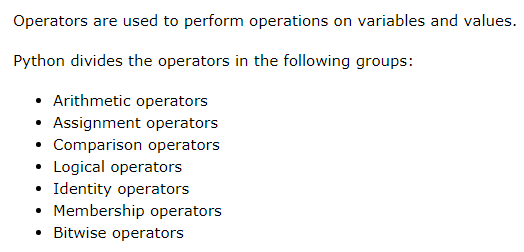 Operators are used to perform operations on variables and values.
Python divides the operators in the following groups:
• Arithmetic operators
• Assignment operators
• Comparison operators
• Logical operators
• Identity operators
• Membership operators
• Bitwise operators